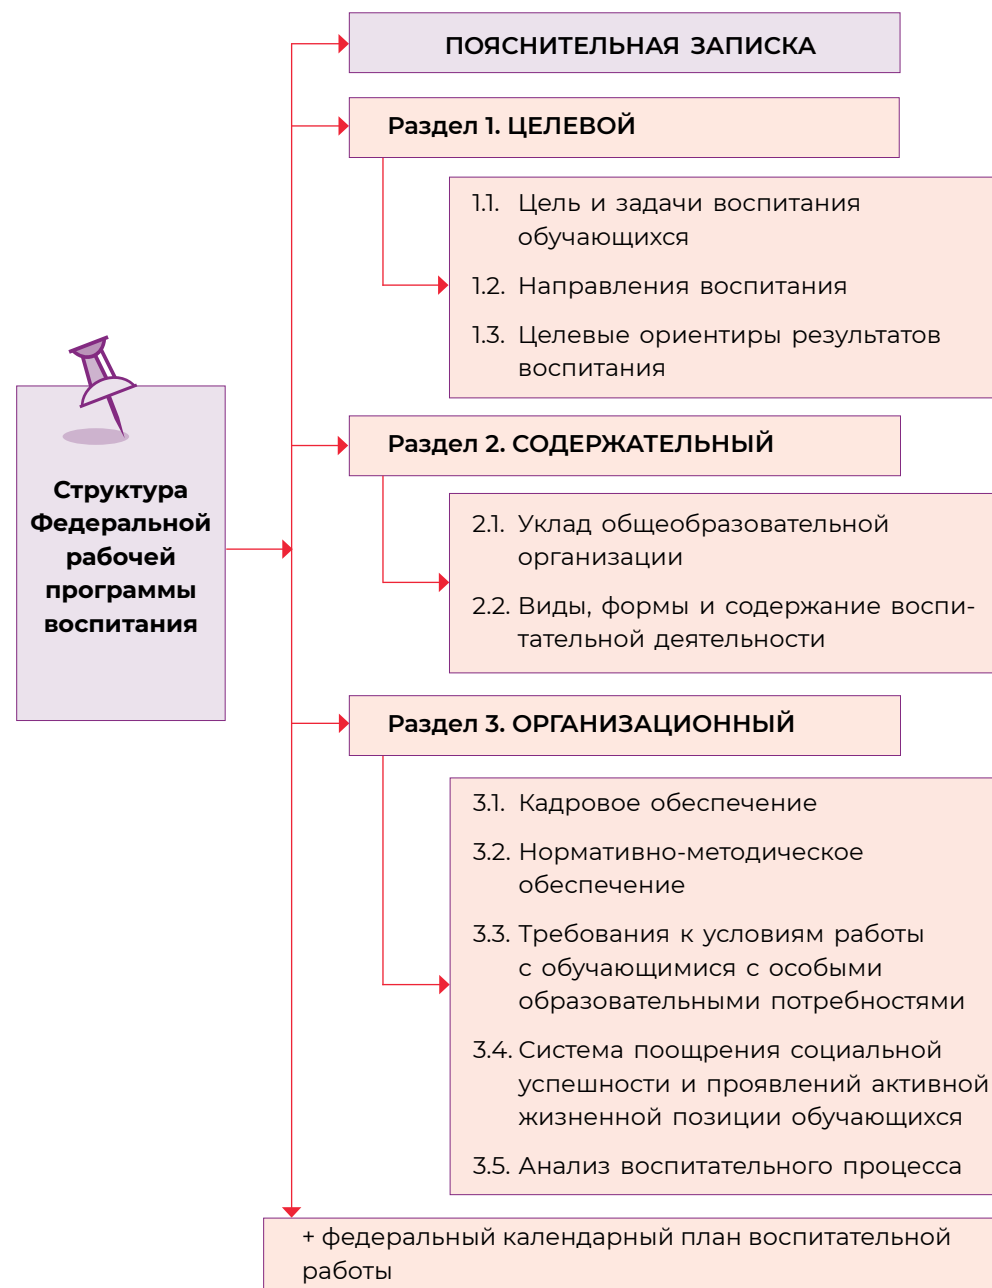 ПОЯСНИТЕЛЬНАЯ ЗАПИСКА
Раздел 1. ЦЕЛЕВОЙ
1.1. Цель и задачи воспитания
обучающихся
1.2. Направления воспитания
1.3. Целевые ориентиры результатов
воспитания
Структура
Федеральной
рабочей
программы
воспитания
Раздел 2. СОДЕРЖАТЕЛЬНЫЙ
2.1. Уклад общеобразовательной
организации
2.2. Виды, формы и содержание воспи-
тательной деятельности
Раздел 3. ОРГАНИЗАЦИОННЫЙ
3.1. Кадровое обеспечение
3.2. Нормативно-методическое
обеспечение
3.3. Требования к условиям работы
с обучающимися с особыми
образовательными потребностями
3.4. Система поощрения социальной
успешности и проявлений активной
жизненной позиции обучающихся
3.5. Анализ воспитательного процесса
+ федеральный календарный план воспитательной
работы